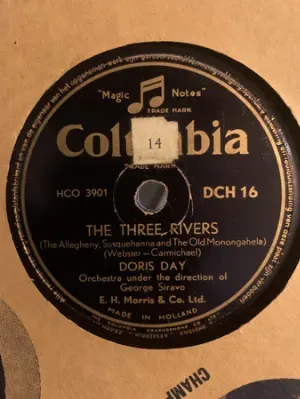 "Magic Notes"
TRADE MARK
Columbia
14
TRADE MARK
HCO 3901
DCH 16
THE THREE RIVERS
(The Allegheny, Susquehanna and The Old Monongahela)
(Webster—Carmichael)
DORIS DAY
Orchestra under the direction of
George Siravo
E. H. Morris & Co. Ltd.
MADE IN HOLLAND
CHAMP